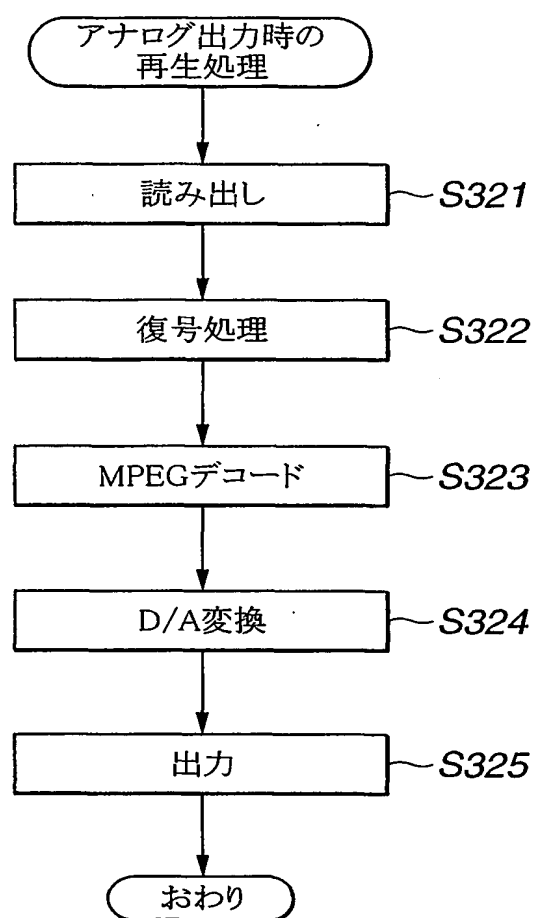 アナログ出力時の
再生処理
読み出し
S321
復号処理
S322
MPEGデコード
S323
D/A変換
S324
出力
S325
おわり